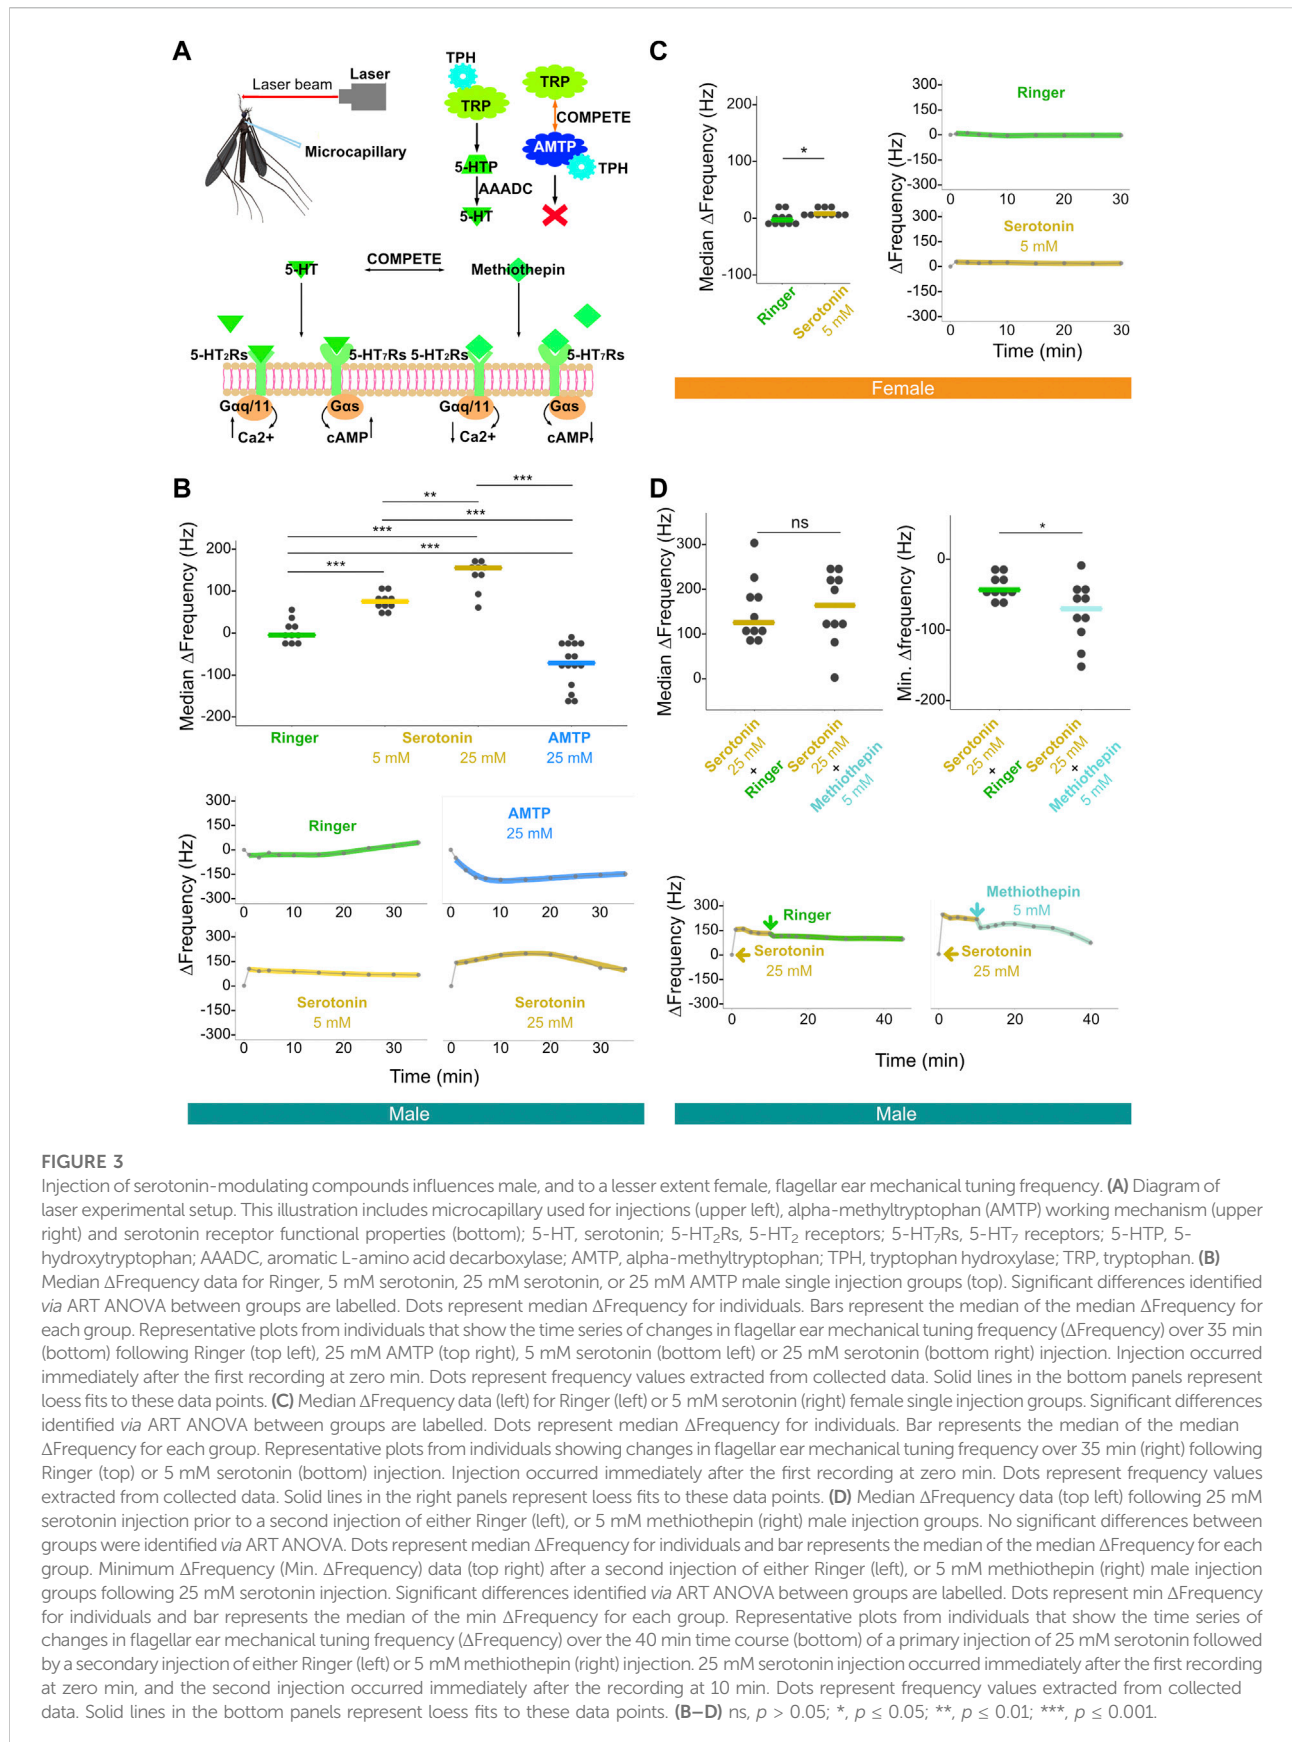 A
Laser beam
Laser
Microcapillary
TPH
TRP
5-HTP
AAADC
5-HT
TRP
COMPETE
AMTP
TPH
5-HT
COMPETE
Methiothepin
5-HT₂Rs
5-HT₇Rs
5-HT₂Rs
5-HT₇Rs
Gαq/11
Gαs
Gαq/11
Gαs
Ca2+
cAMP
Ca2+
cAMP
C
Median ΔFrequency (Hz)
200
100
0
-100
*
Ringer
Serotonin
5 mM
ΔFrequency (Hz)
300
150
0
-150
-300
Ringer
300
150
0
-150
-300
Serotonin
5 mM
0 10 20 30
Time (min)
Female
B
Median ΔFrequency (Hz)
200
100
0
-100
-200
***
**
***
***
***
***
Ringer
Serotonin
AMTP
5 mM
25 mM
25 mM
ΔFrequency (Hz)
300
150
0
-150
-300
Ringer
AMTP
25 mM
300
150
0
-150
-300
Serotonin
5 mM
Serotonin
25 mM
0 10 20 30
0 10 20 30
Time (min)
Male
D
Median ΔFrequency (Hz)
300
200
100
0
ns
Serotonin
25 mM
×
Ringer
Serotonin
25 mM
×
Methiothepin
5 mM
Min. Δfrequency (Hz)
-0
-100
-200
*
Serotonin
25 mM
×
Ringer
Serotonin
25 mM
×
Methiothepin
5 mM
ΔFrequency (Hz)
300
150
0
-150
-300
Ringer
Serotonin
25 mM
Methiothepin
5 mM
Serotonin
25 mM
0 20 40
0 20 40
Time (min)
Male
FIGURE 3
Injection of serotonin-modulating compounds influences male, and to a lesser extent female, flagellar ear mechanical tuning frequency. (A) Diagram of
laser experimental setup. This illustration includes microcapillary used for injections (upper left), alpha-methyltryptophan (AMTP) working mechanism (upper
right) and serotonin receptor functional properties (bottom); 5-HT, serotonin; 5-HT₂Rs, 5-HT₂ receptors; 5-HT₇Rs, 5-HT₇ receptors; 5-HTP, 5-
hydroxytryptophan; AAADC, aromatic L-amino acid decarboxylase; AMTP, alpha-methyltryptophan; TPH, tryptophan hydroxylase; TRP, tryptophan. (B)
Median ΔFrequency data for Ringer, 5 mM serotonin, 25 mM serotonin, or 25 mM AMTP male single injection groups (top). Significant differences identified
via ART ANOVA between groups are labelled. Dots represent median ΔFrequency for individuals. Bars represent the median of the median ΔFrequency for
each group. Representative plots from individuals that show the time series of changes in flagellar ear mechanical tuning frequency (ΔFrequency) over 35 min
(bottom) following Ringer (top left), 25 mM AMTP (top right), 5 mM serotonin (bottom left) or 25 mM serotonin (bottom right) injection. Injection occurred
immediately after the first recording at zero min. Dots represent frequency values extracted from collected data. Solid lines in the bottom panels represent
loess fits to these data points. (C) Median ΔFrequency data (left) for Ringer (left) or 5 mM serotonin (right) female single injection groups. Significant differences
identified via ART ANOVA between groups are labelled. Dots represent median ΔFrequency for individuals. Bar represents the median of the median
ΔFrequency for each group. Representative plots from individuals showing changes in flagellar ear mechanical tuning frequency over 35 min (right) following
Ringer (top) or 5 mM serotonin (bottom) injection. Injection occurred immediately after the first recording at zero min. Dots represent frequency values
extracted from collected data. Solid lines in the right panels represent loess fits to these data points. (D) Median ΔFrequency data (top left) following 25 mM
serotonin injection prior to a second injection of either Ringer (left), or 5 mM methiothepin (right) male injection groups. No significant differences between
groups were identified via ART ANOVA. Dots represent median ΔFrequency for individuals and bar represents the median of the median ΔFrequency for each
group. Minimum ΔFrequency (Min. ΔFrequency) data (top right) after a second injection of either Ringer (left), or 5 mM methiothepin (right) male injection
groups following 25 mM serotonin injection. Significant differences identified via ART ANOVA between groups are labelled. Dots represent min ΔFrequency
for individuals and bar represents the median of the min ΔFrequency for each group. Representative plots from individuals that show the time series of
changes in flagellar ear mechanical tuning frequency (ΔFrequency) over the 40 min time course (bottom) of a primary injection of 25 mM serotonin followed
by a secondary injection of either Ringer (left) or 5 mM methiothepin (right) injection. 25 mM serotonin injection occurred immediately after the first recording
at zero min, and the second injection occurred immediately after the recording at 10 min. Dots represent frequency values extracted from collected
data. Solid lines in the bottom panels represent loess fits to these data points. (B–D) ns, p > 0.05; *, p ≤ 0.05; **, p ≤ 0.01; ***, p ≤ 0.001.